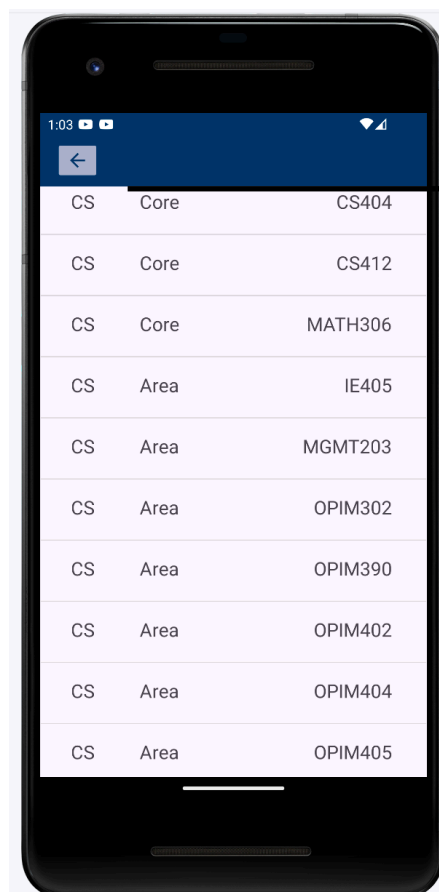 1:03
CS Core CS404
CS Core CS412
CS Core MATH306
CS Area IE405
CS Area MGMT203
CS Area OPIM302
CS Area OPIM390
CS Area OPIM402
CS Area OPIM404
CS Area OPIM405